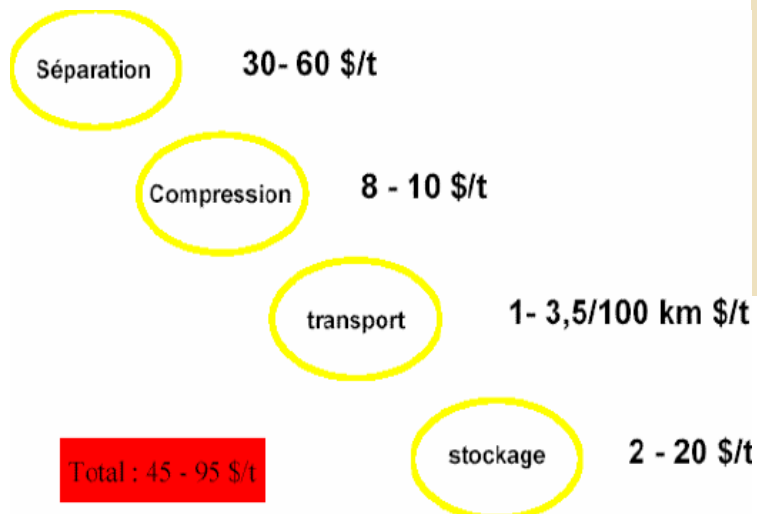 Séparation 30- 60 $/t
Compression 8 - 10 $/t
transport 1- 3,5/100 km $/t
stockage 2 - 20 $/t
Total : 45 - 95 $/t